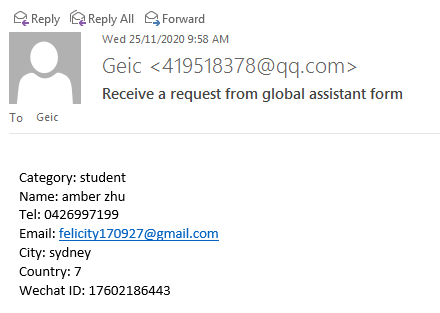 Reply Reply All Forward
Wed 25/11/2020 9:58 AM
Geic <419518378@qq.com>
Receive a request from global assistant form
To Geic
Category: student
Name: amber zhu
Tel: 0426997199
Email: felicity170927@gmail.com
City: sydney
Country: 7
Wechat ID: 17602186443